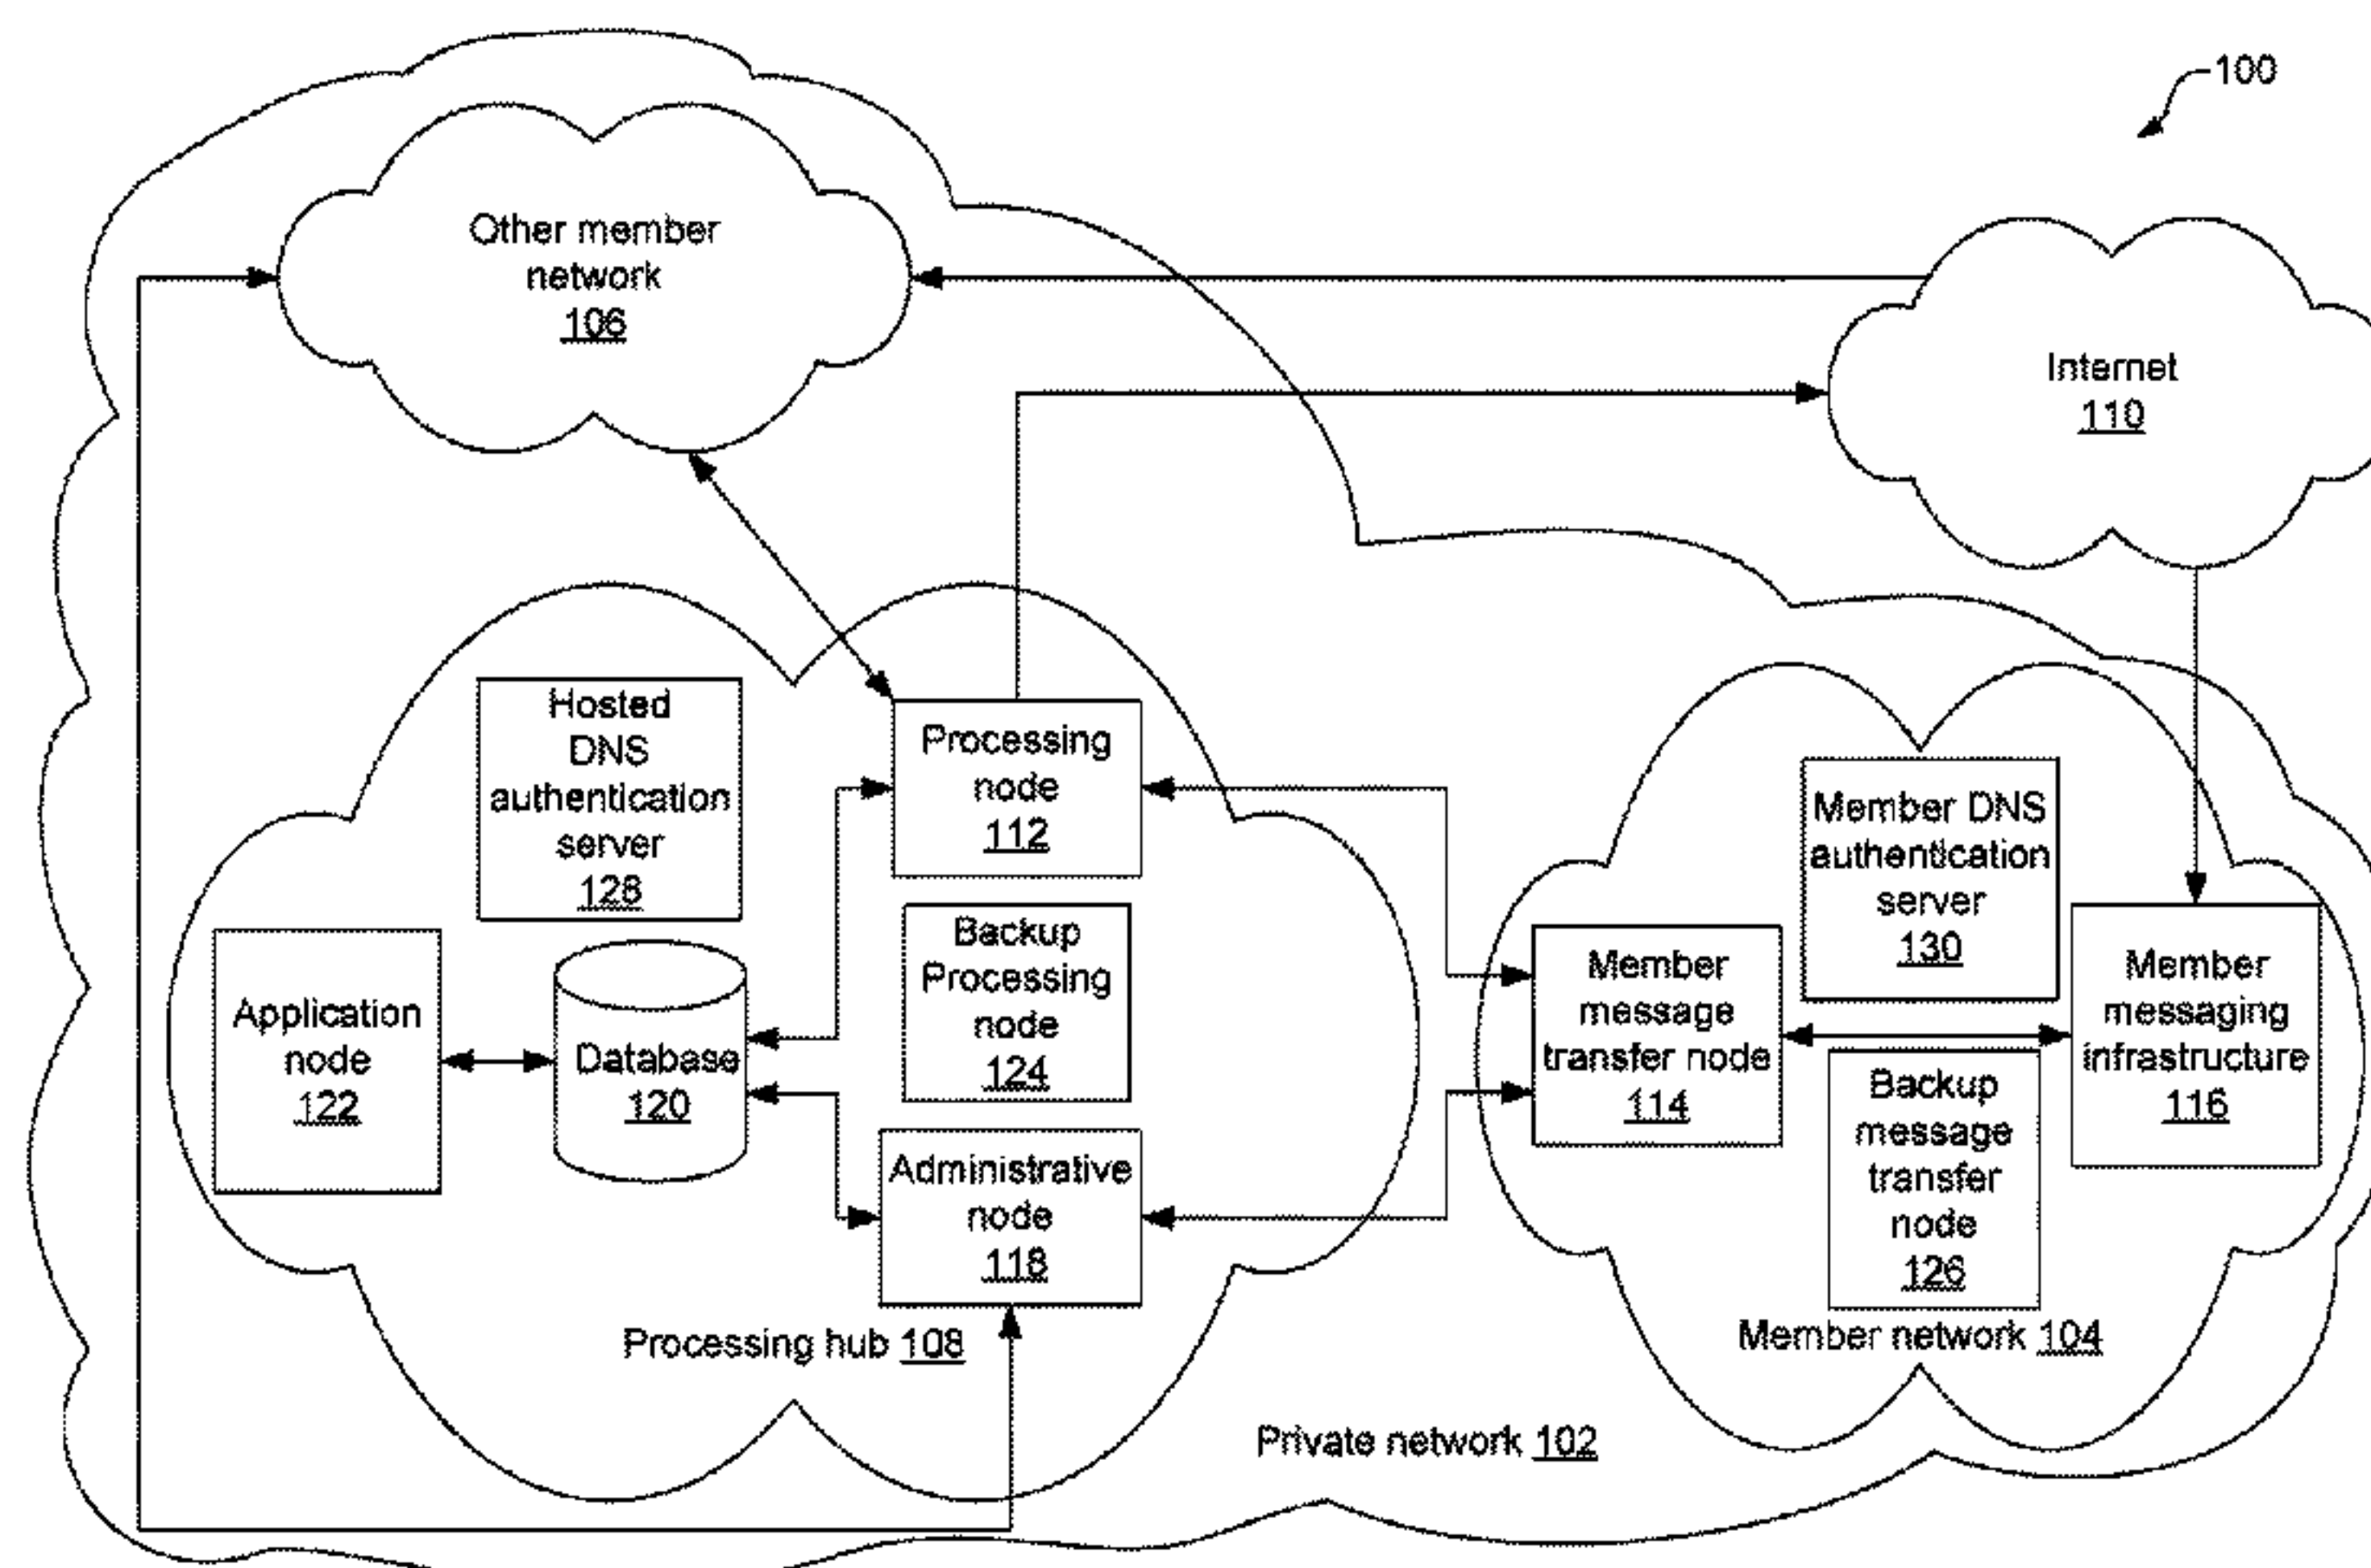 100
Other member
network
106
Internet
110
Hosted
DNS
authentication
server
128
Processing
node
112
Member DNS
authentication
server
130
Backup
Processing
node
124
Application
node
122
Database
120
Member
message
transfer node
114
Member
messaging
infrastructure
116
Backup
message
transfer
node
126
Administrative
node
118
Processing hub 108
Member network 104
Private network 102